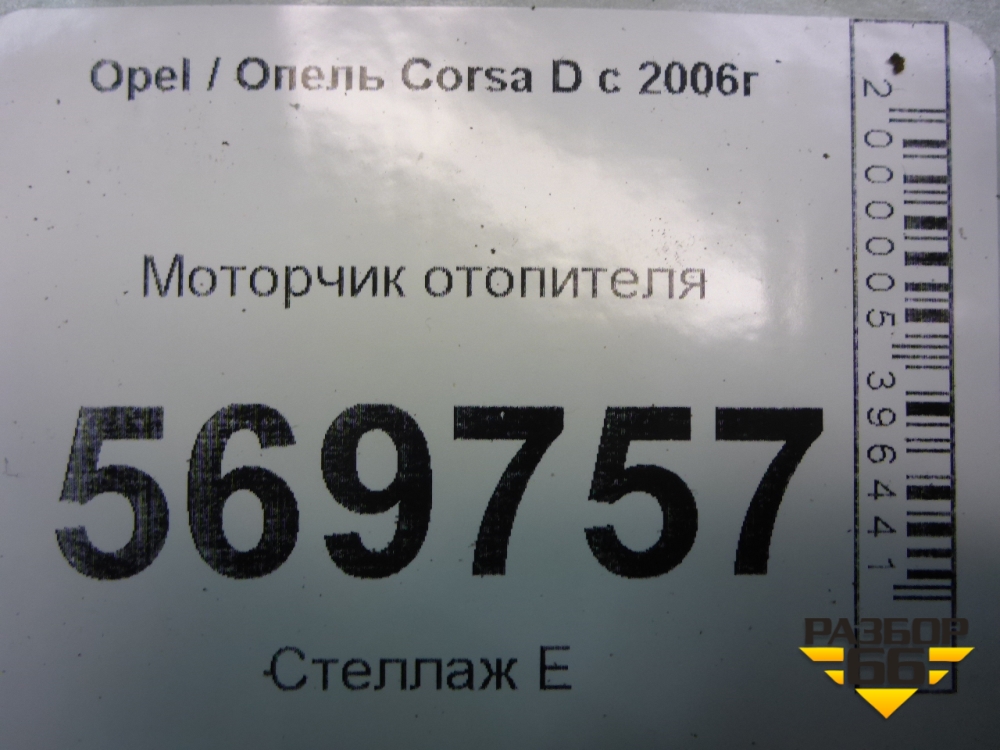 Opel / Опель Corsa D с 2006г
Моторчик отопителя
569757
Стеллаж Е
2000005396441
РАЗБОР
66